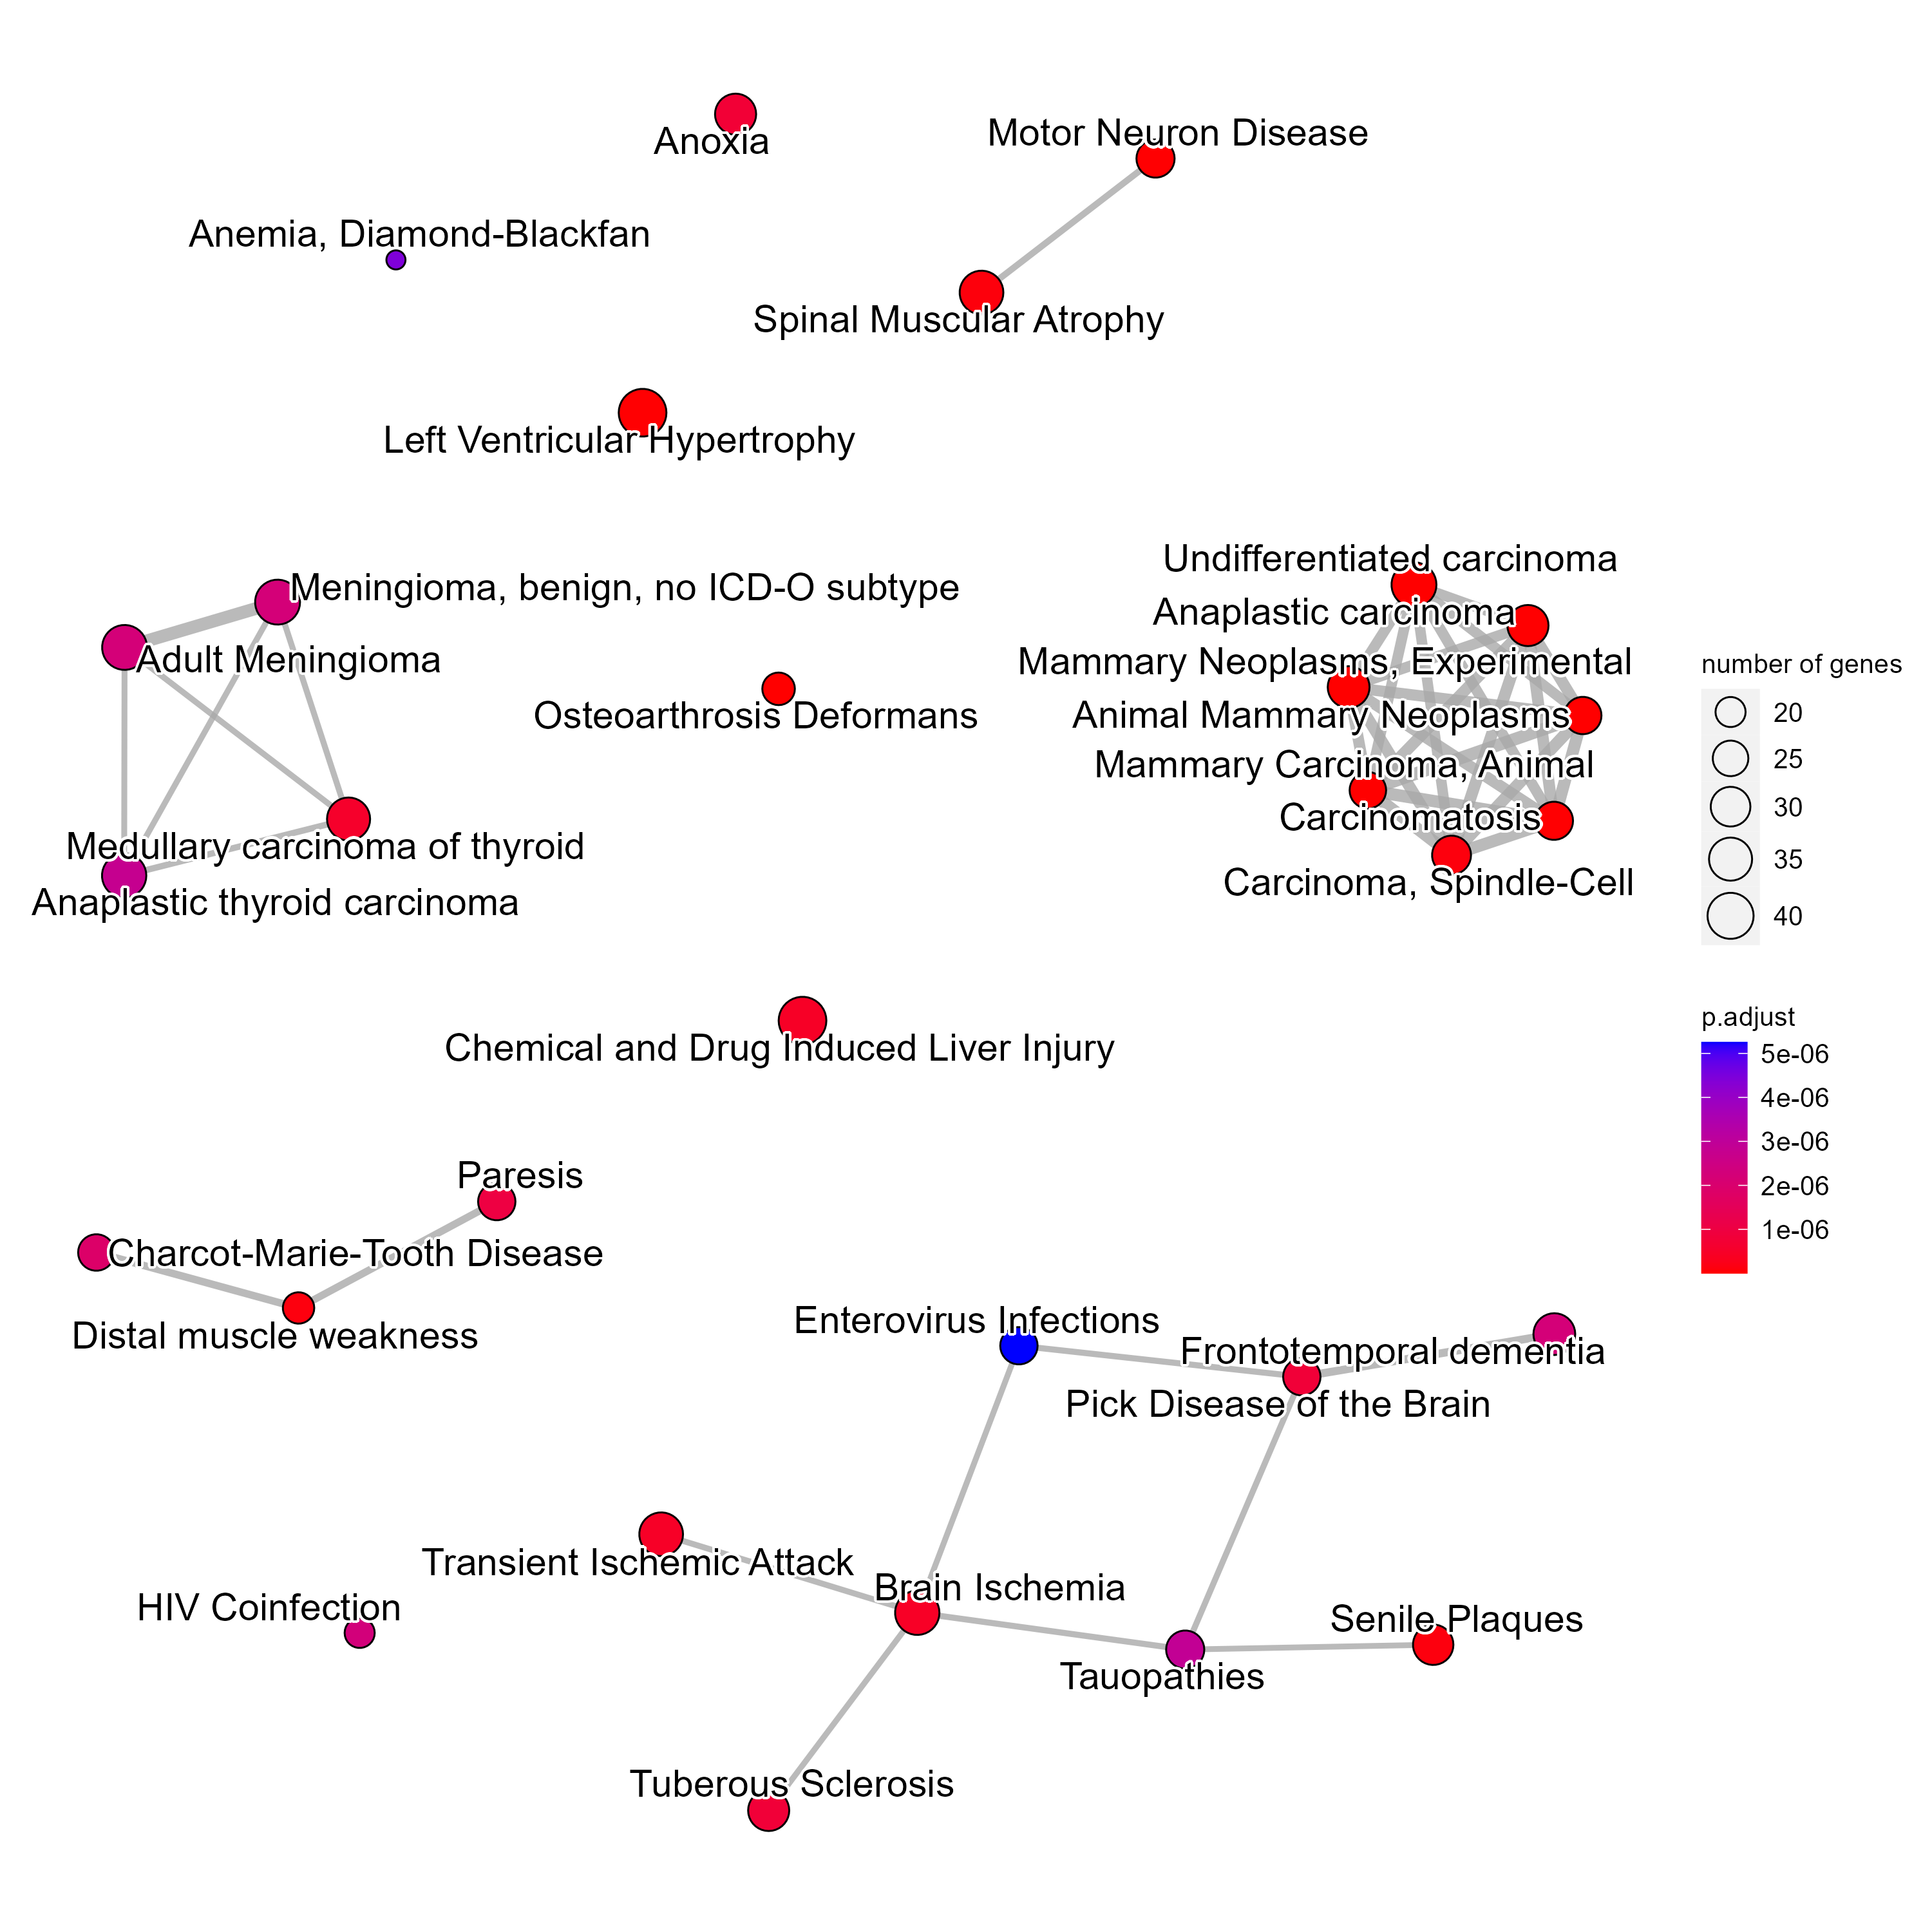 Anoxia
Motor Neuron Disease
Anemia, Diamond-Blackfan
Spinal Muscular Atrophy
Left Ventricular Hypertrophy
Undifferentiated carcinoma
Meningioma, benign, no ICD-O subtype
Anaplastic carcinoma
Adult Meningioma
Mammary Neoplasms, Experimental
number of genes
Osteoarthrosis Deformans
Animal Mammary Neoplasms
20
25
Mammary Carcinoma, Animal
30
Carcinomatosis
Medullary carcinoma of thyroid
35
Carcinoma, Spindle-Cell
Anaplastic thyroid carcinoma
40
p.adjust
Chemical and Drug Induced Liver Injury
5e-06
4e-06
3e-06
2e-06
1e-06
Paresis
Charcot-Marie-Tooth Disease
Distal muscle weakness
Enterovirus Infections
Frontotemporal dementia
Pick Disease of the Brain
Transient Ischemic Attack
Brain Ischemia
HIV Coinfection
Senile Plaques
Tauopathies
Tuberous Sclerosis